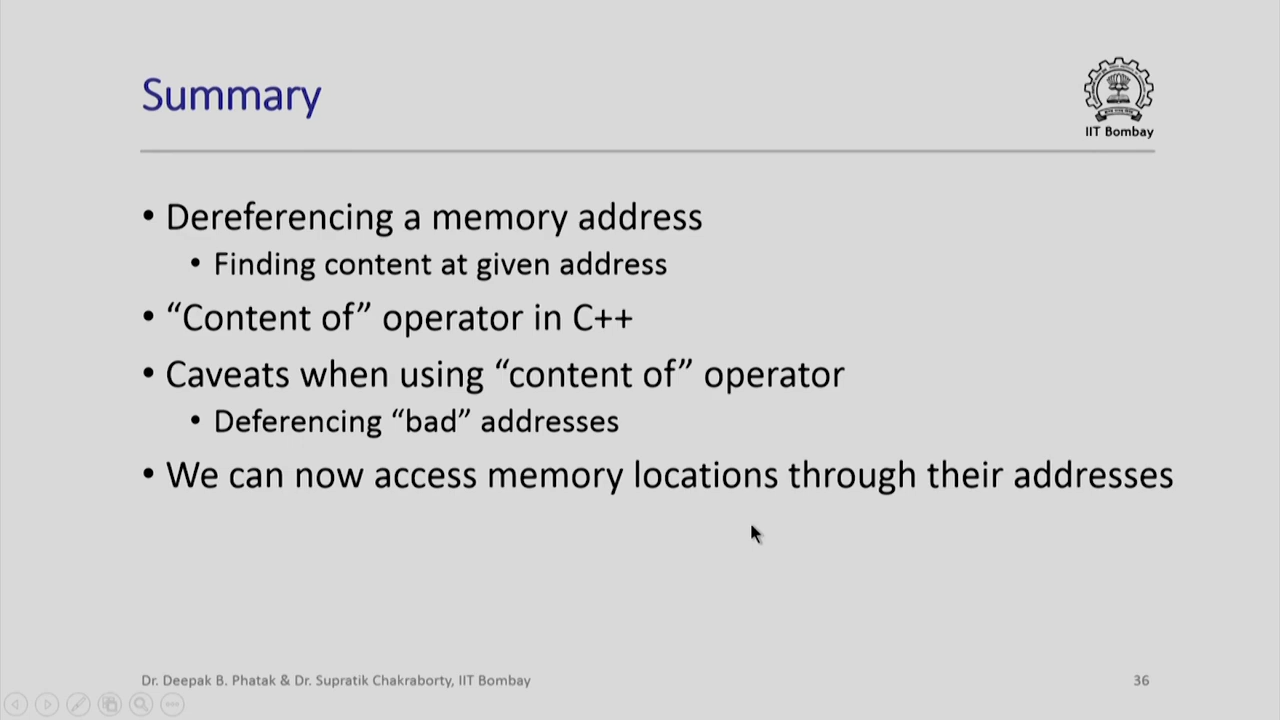 Summary
IIT Bombay
• Dereferencing a memory address
• Finding content at given address
• “Content of” operator in C++
• Caveats when using “content of” operator
• Deferencing “bad” addresses
• We can now access memory locations through their addresses
Dr. Deepak B. Phatak & Dr. Supratik Chakraborty, IIT Bombay
36